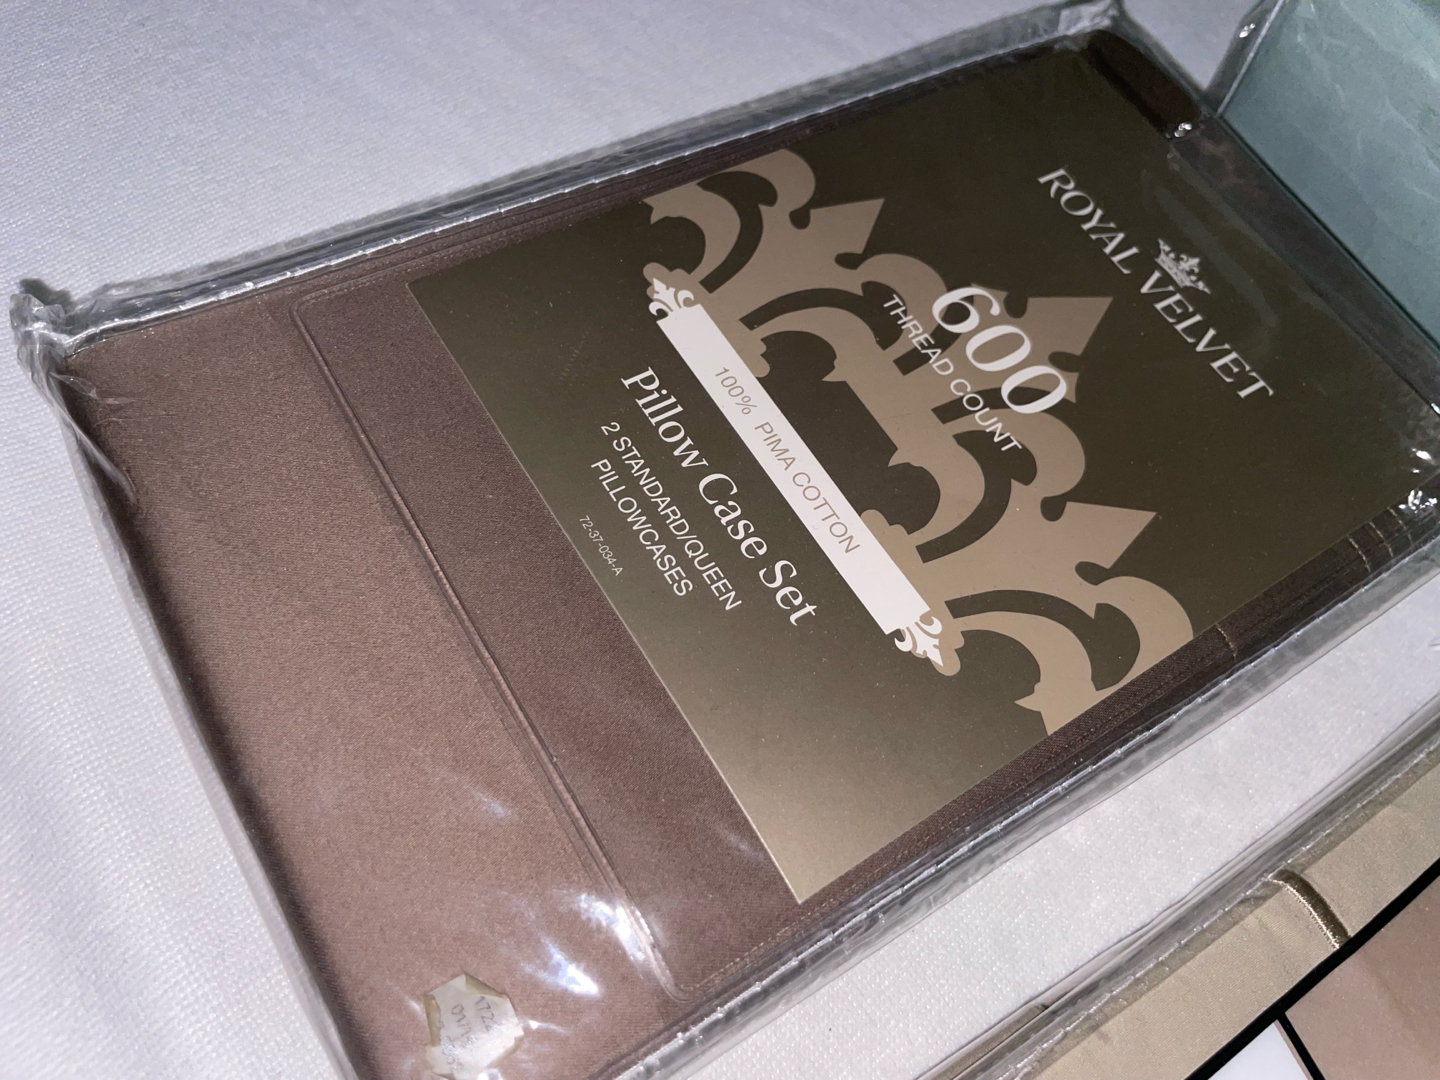 ROYAL VELVET
600
THREAD COUNT
100% PIMA COTTON
Pillow Case Set
2 STANDARD/QUEEN
PILLOWCASES
72-37-034-A